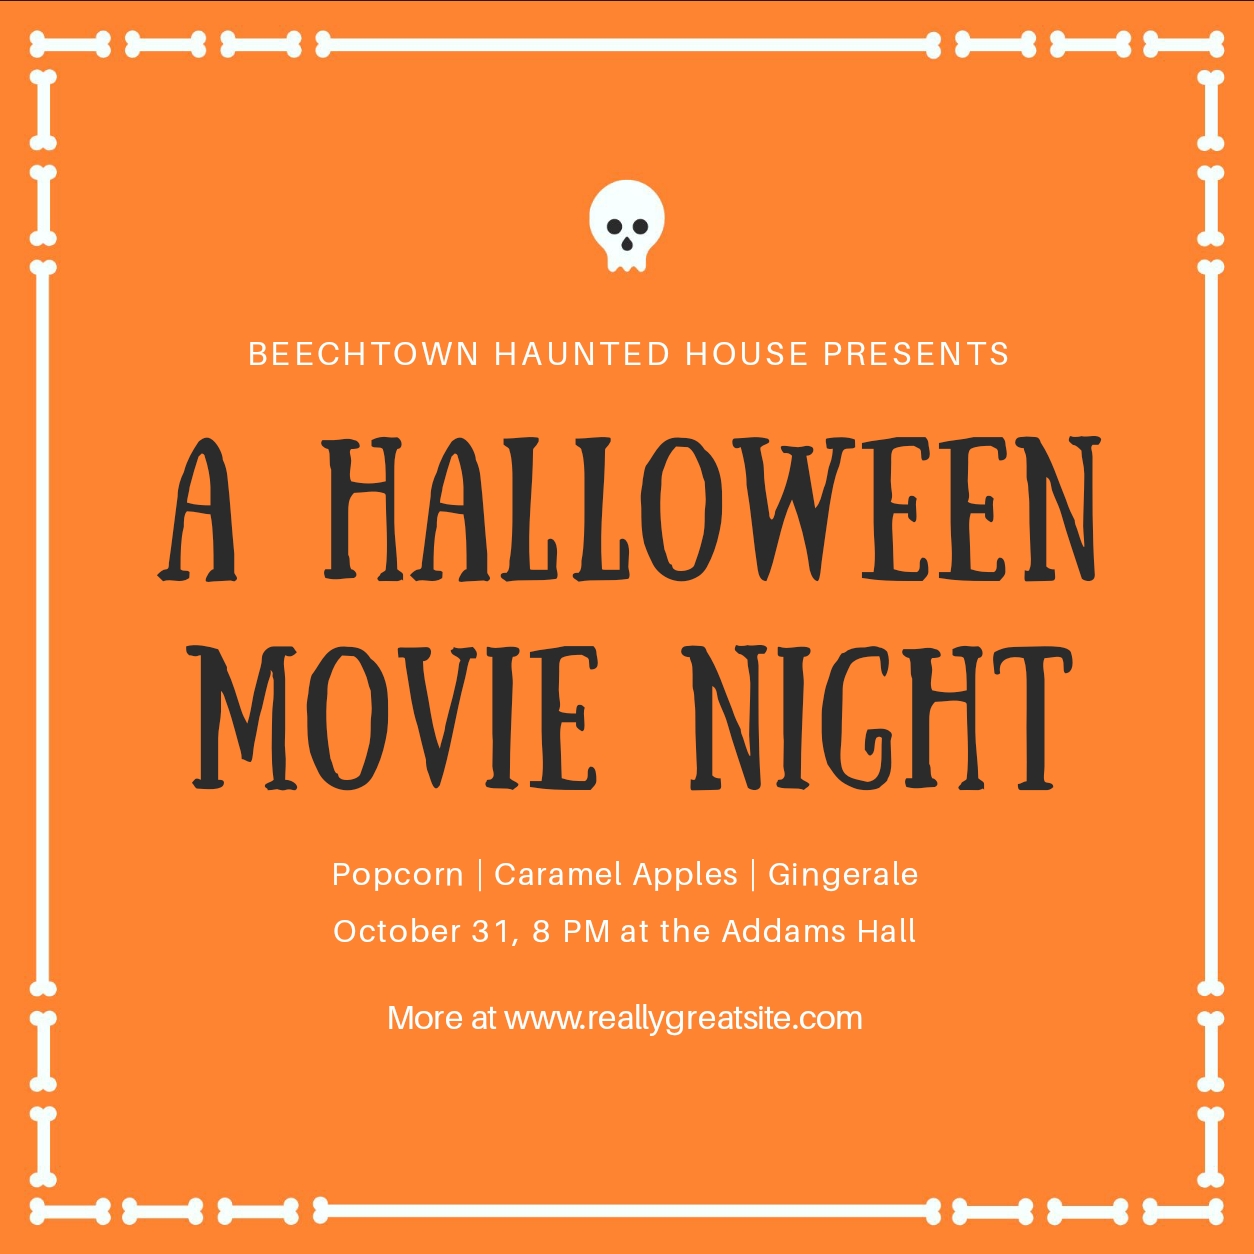 BEECHTOWN HAUNTED HOUSE PRESENTS
A HALLOWEEN
MOVIE NIGHT
Popcorn | Caramel Apples | Gingerale
October 31, 8 PM at the Addams Hall
More at www.reallygreatsite.com